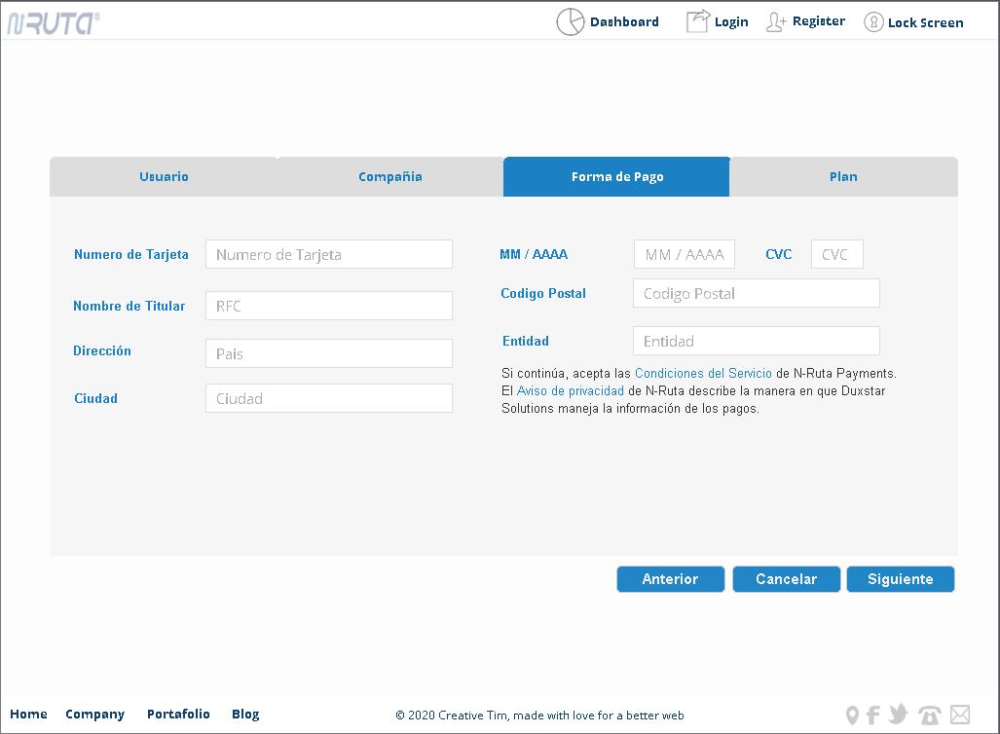 NRUTA®
Dashboard Login Register Lock Screen
Usuario Compañia Forma de Pago Plan
Numero de Tarjeta Numero de Tarjeta MM / AAAA MM / AAAA CVC CVC
Codigo Postal Codigo Postal
Nombre de Titular RFC
Entidad Entidad
Dirección Pais
Ciudad Ciudad
Si continúa, acepta las Condiciones del Servicio de N-Ruta Payments.
El Aviso de privacidad de N-Ruta describe la manera en que Duxstar
Solutions maneja la información de los pagos.
Anterior Cancelar Siguiente
Home Company Portafolio Blog © 2020 Creative Tim, made with love for a better web